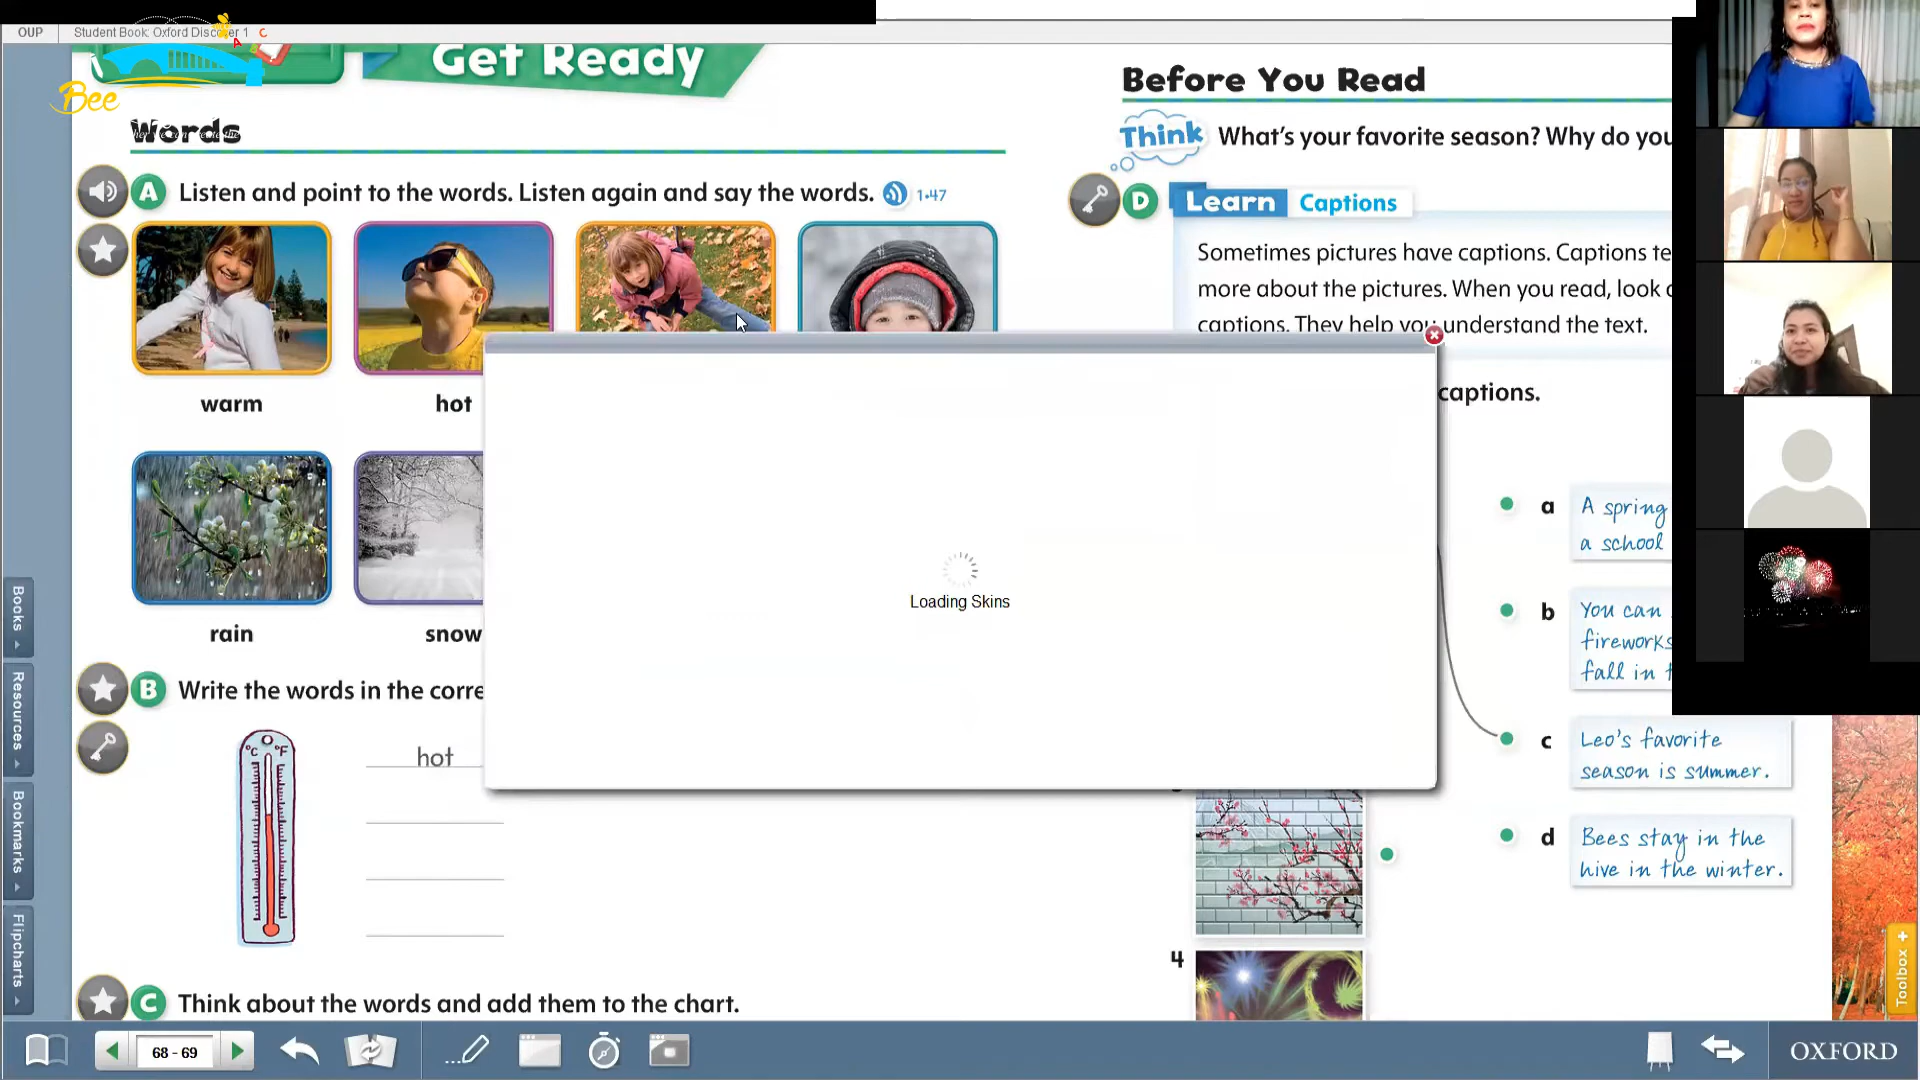 OUP
Student Book: Oxford Discover 1
Bee
Get Ready
Words
A Listen and point to the words. Listen again and say the words. 1·47
warm
hot
rain
snow
B Write the words in the corre
°C °F
hot
C Think about the words and add them to the chart.
Loading Skins
Before You Read
Think What's your favorite season? Why do you
D Learn Captions
Sometimes pictures have captions. Captions te
more about the pictures. When you read, look
captions. They help you understand the text.
captions.
a A spring
a school
b You can
fireworks
fall in
c Leo's favorite
season is summer.
d Bees stay in the
hive in the winter.
4
Books
Resources
Bookmarks
Flipcharts
Toolbox +
68 - 69
OXFORD